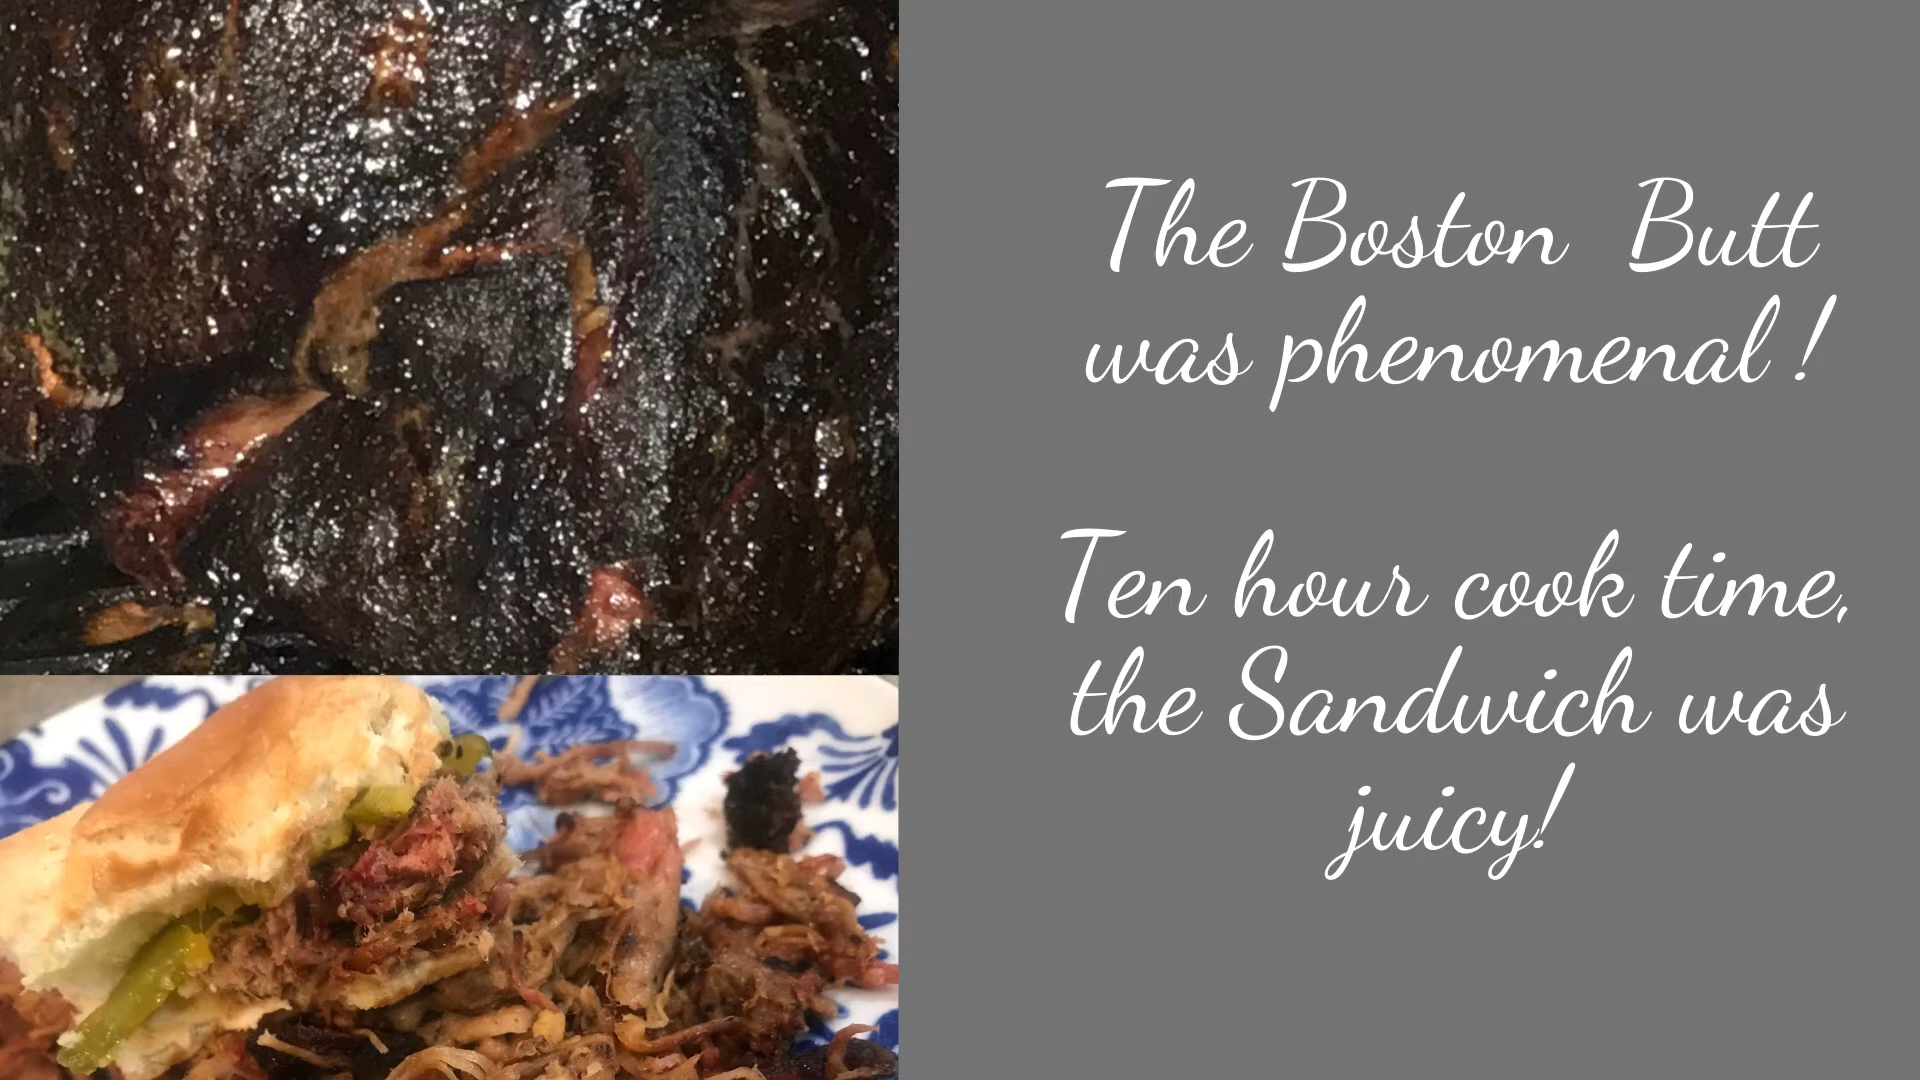 The Boston Butt
was phenomenal !
Ten hour cook time,
the Sandwich was
juicy!